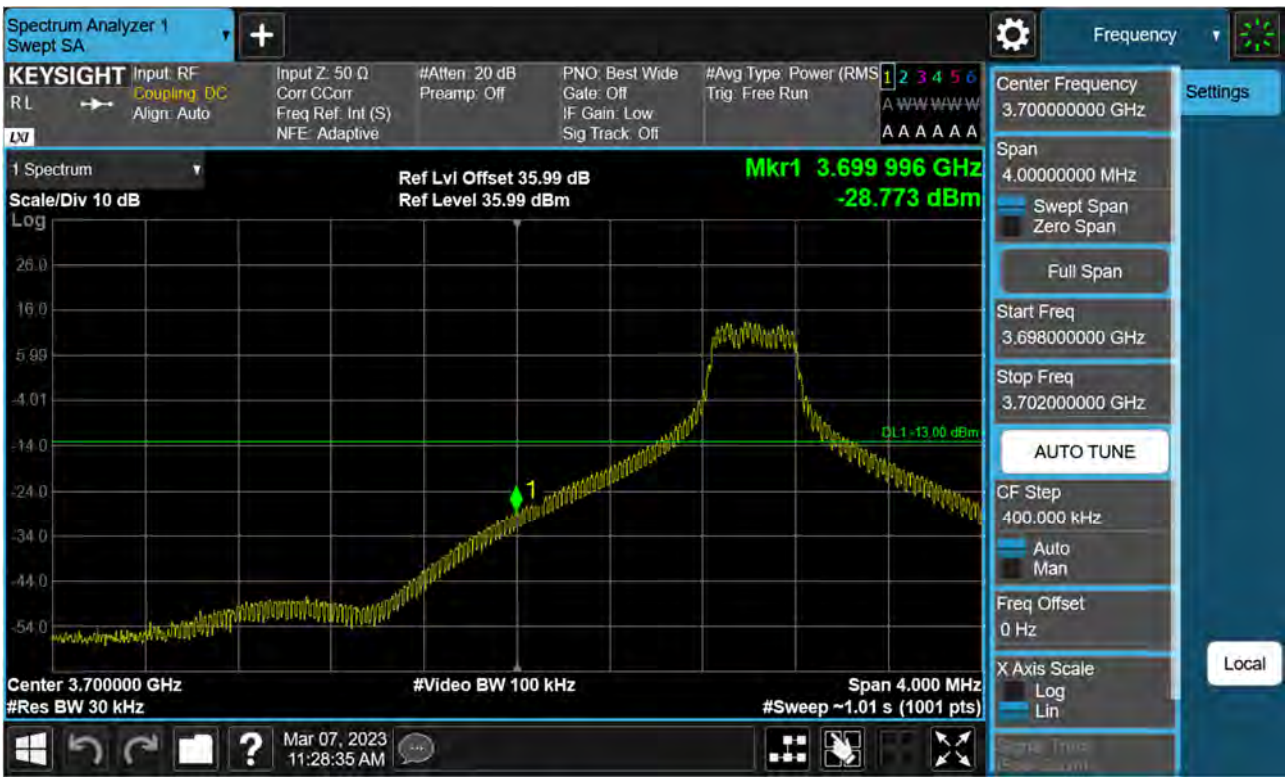 Spectrum Analyzer 1
Swept SA
+
Frequency
KEYSIGHT
R L
LXI
Input: RF
Coupling: DC
Align: Auto
Input Z: 50 Ω
Corr CCorr
Freq Ref: Int (S)
NFE: Adaptive
#Atten: 20 dB
Preamp: Off
PNO: Best Wide
Gate: Off
IF Gain: Low
Sig Track: Off
#Avg Type: Power (RMS
Trig: Free Run
1 2 3 4 5 6
A W W W W W
A A A A A A
1 Spectrum
Scale/Div 10 dB
Ref Lvl Offset 35.99 dB
Ref Level 35.99 dBm
Mkr1 3.699 996 GHz
-28.773 dBm
Log
26.0
16.0
5.99
-4.01
-14.0
-24.0
-34.0
-44.0
-54.0
DL1 -13.00 dBm
1
Center 3.700000 GHz
#Video BW 100 kHz
Span 4.000 MHz
#Res BW 30 kHz
#Sweep ~1.01 s (1001 pts)
?
Mar 07, 2023
11:28:35 AM
Center Frequency
3.700000000 GHz
Settings
Span
4.00000000 MHz
Swept Span
Zero Span
Full Span
Start Freq
3.698000000 GHz
Stop Freq
3.702000000 GHz
AUTO TUNE
CF Step
400.000 kHz
Auto
Man
Freq Offset
0 Hz
X Axis Scale
Log
Lin
Local